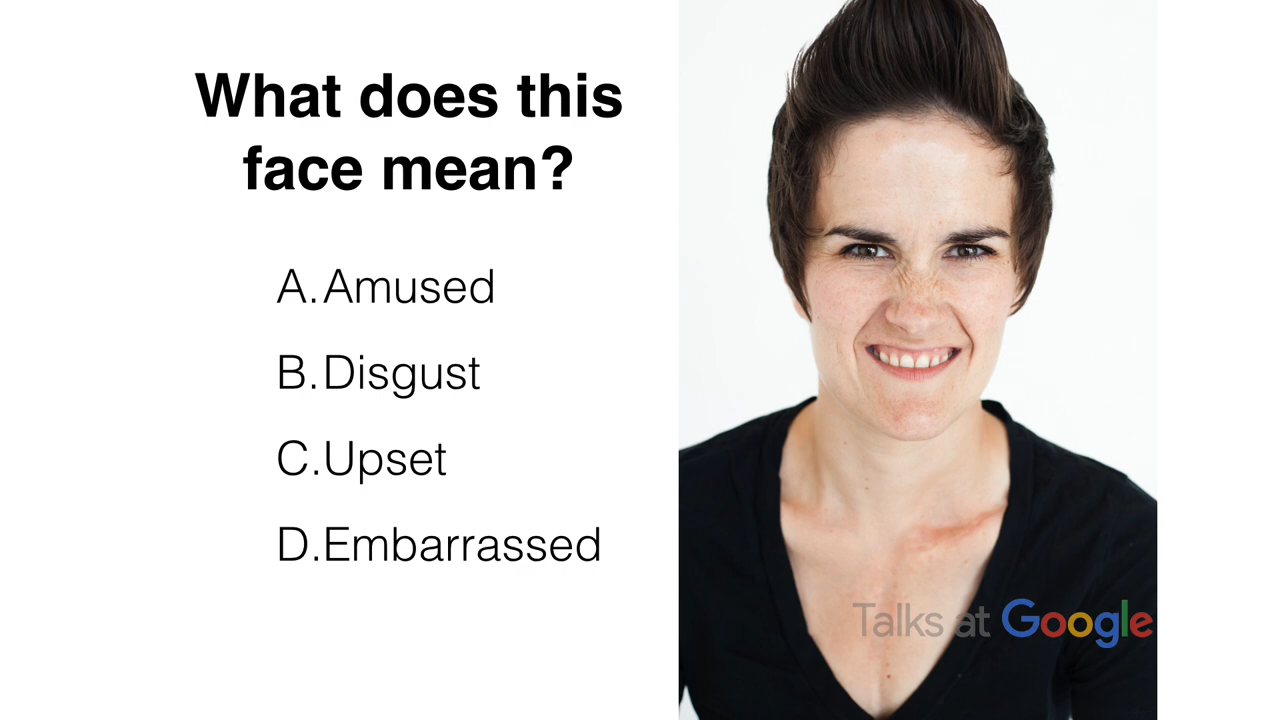 What does this
face mean?
A.Amused
B.Disgust
C.Upset
D.Embarrassed
Talks at Google